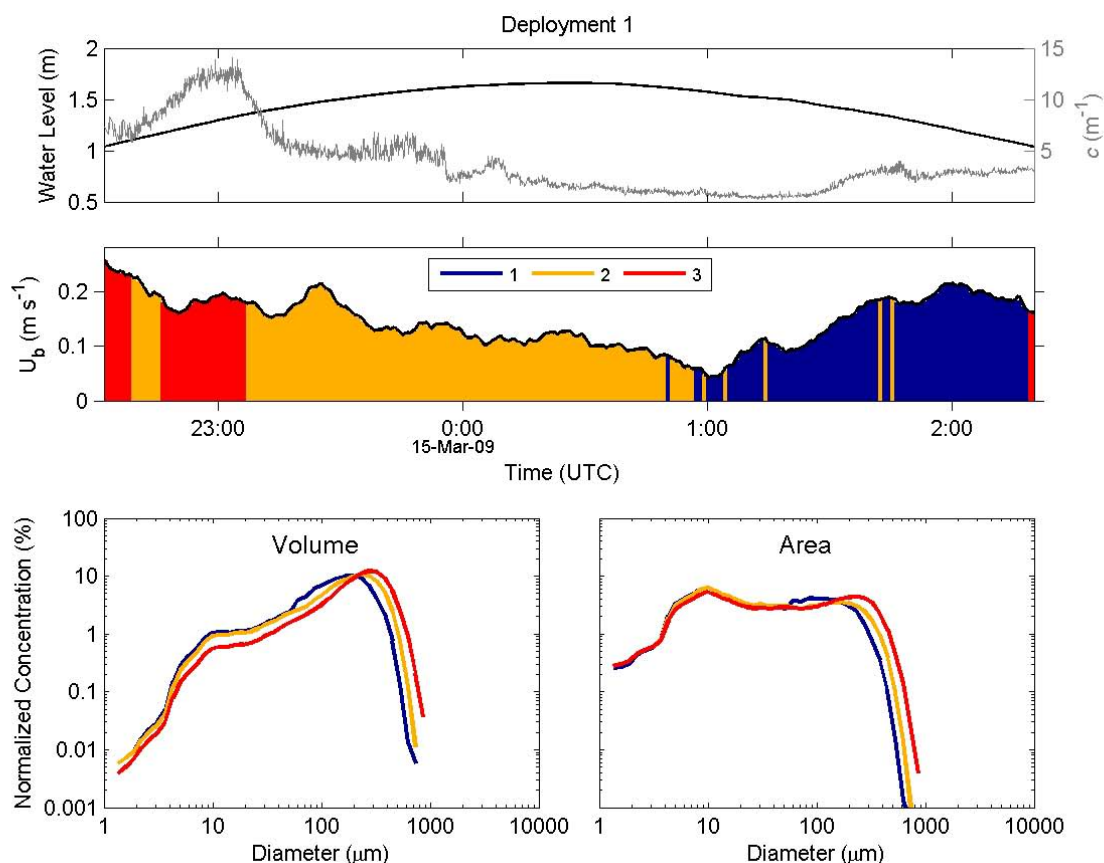 Deployment 1
Water Level (m)
2
1.5
1
0.5
15
10
5
0
c (m-1)
U_b (m s-1)
0.2
0.1
0
1 2 3
23:00 0:00 1:00 2:00
15-Mar-09
Time (UTC)
Normalized Concentration (%)
100
10
1
0.1
0.01
0.001
Volume
1 10 100 1000 10000
Diameter (μm)
Area
1 10 100 1000 10000
Diameter (μm)